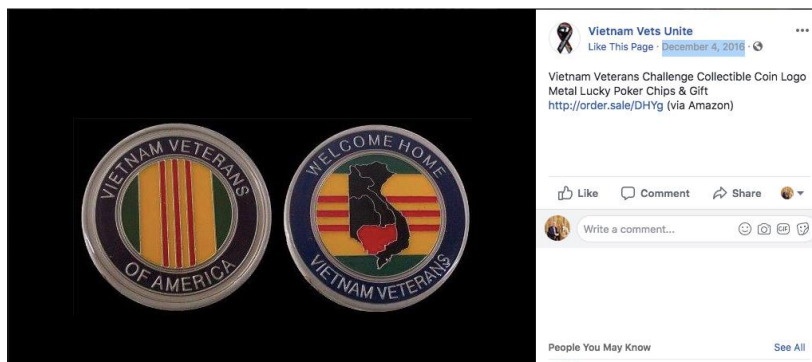 VIETNAM VETERANS
OF AMERICA
WELCOME HOME
VIETNAM VETERANS
Vietnam Vets Unite
Like This Page · December 4, 2016 ·
Vietnam Veterans Challenge Collectible Coin Logo
Metal Lucky Poker Chips & Gift
http://order.sale/DHYg (via Amazon)
Like Comment Share
Write a comment...
GIF
People You May Know
See All